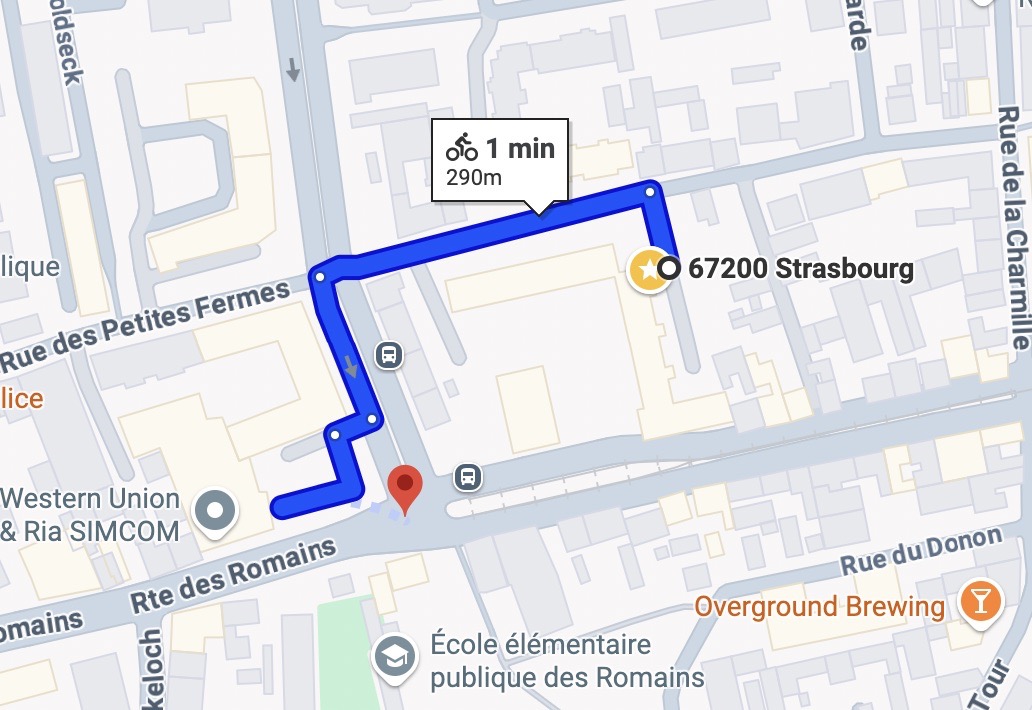 oldseck
arde
1 min
290m
Rue de la Charmille
lique
67200 Strasbourg
Rue des Petites Fermes
lice
Western Union
& Ria SIMCOM
Rte des Romains
Rue du Donon
omains
Overground Brewing
École élémentaire
publique des Romains
keloch
Tour